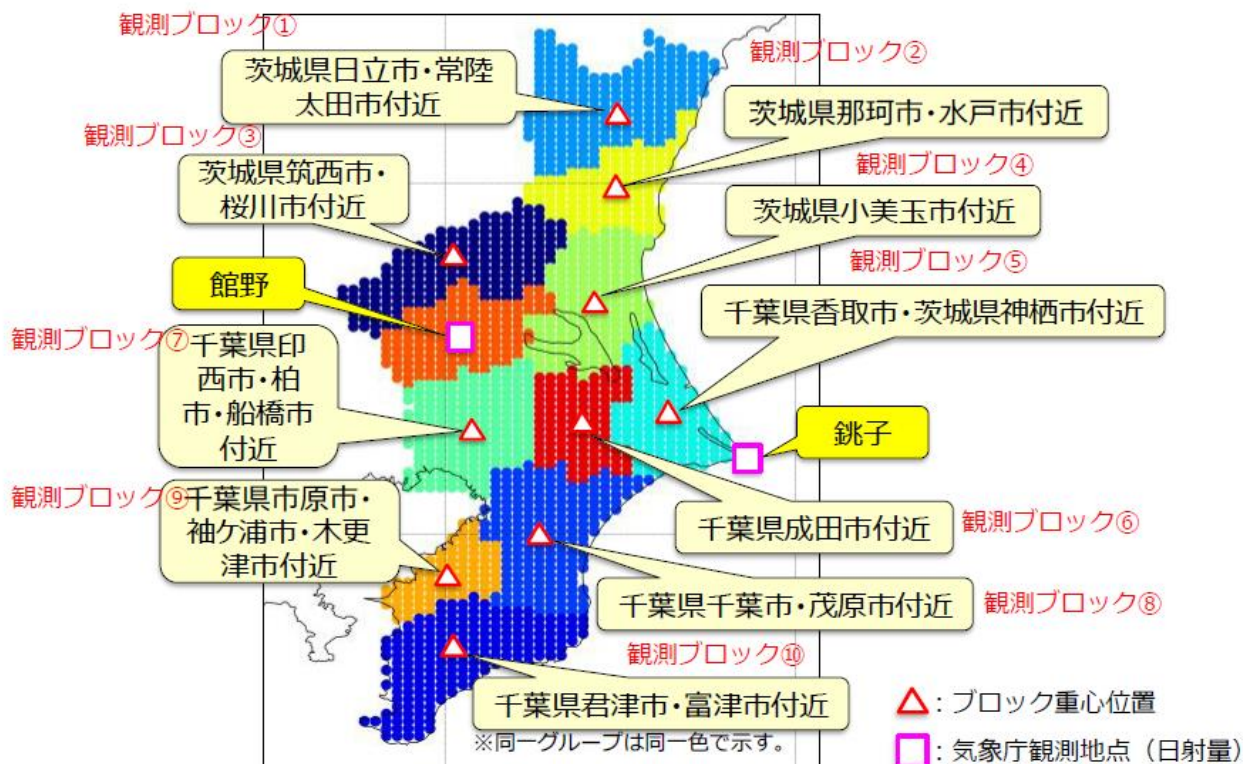 観測ブロック①
茨城県日立市・常陸
太田市付近
観測ブロック②
茨城県那珂市・水戸市付近
観測ブロック③
茨城県筑西市・
桜川市付近
観測ブロック④
茨城県小美玉市付近
館野
観測ブロック⑤
千葉県香取市・茨城県神栖市付近
観測ブロック⑦
千葉県印
西市・柏
市・船橋市
付近
銚子
観測ブロック⑨
千葉県市原市・
袖ケ浦市・木更
津市付近
千葉県成田市付近
観測ブロック⑥
千葉県千葉市・茂原市付近
観測ブロック⑧
観測ブロック⑩
千葉県君津市・富津市付近
※同一グループは同一色で示す。
：ブロック重心位置
：気象庁観測地点（日射量）